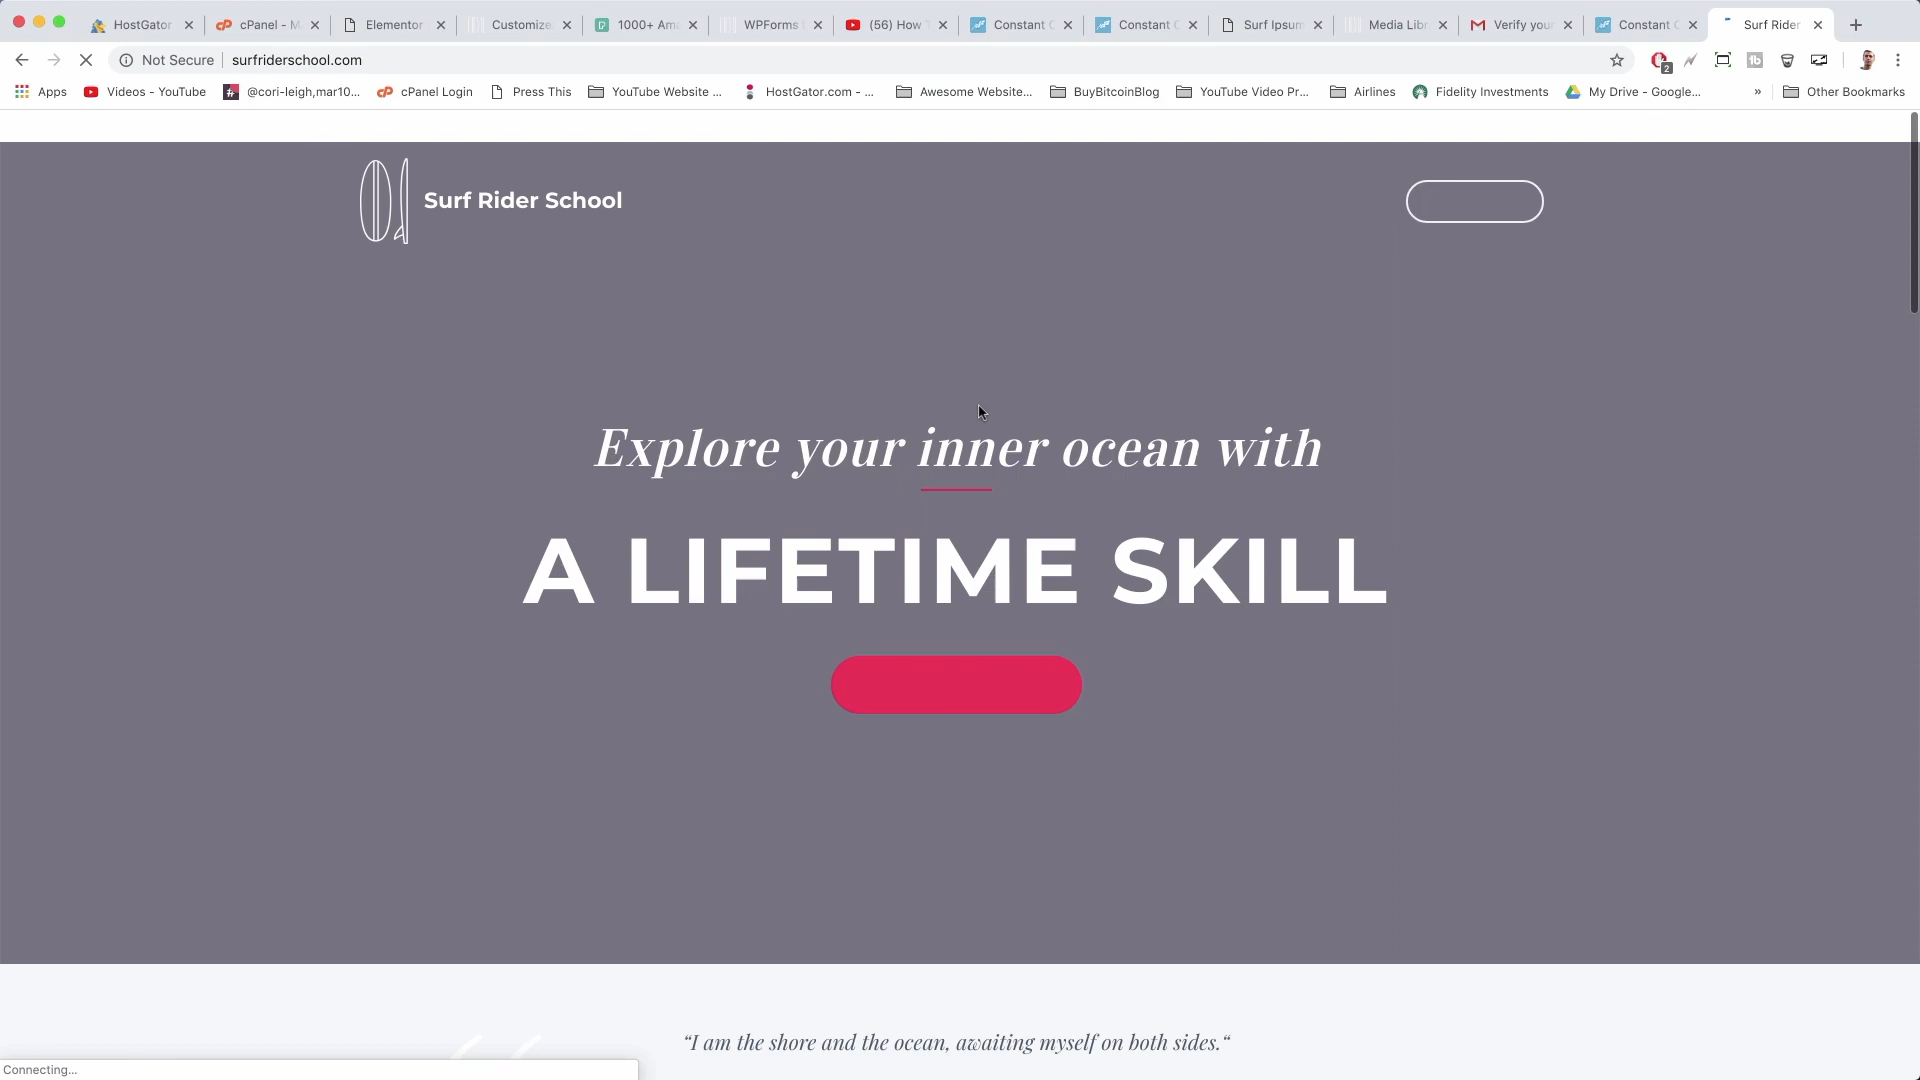 HostGator
cPanel - M
Elementor
Customize
1000+ Ama
WPForms
(56) How
Constant C
Constant C
Surf Ipsum
Media Libr
Verify your
Constant C
Surf Rider
Not Secure
surfriderschool.com
2
Apps
Videos - YouTube
@cori-leigh,mar10...
cPanel Login
Press This
YouTube Website ...
HostGator.com - ...
Awesome Website...
BuyBitcoinBlog
YouTube Video Pr...
Airlines
Fidelity Investments
My Drive - Google...
»
Other Bookmarks
Surf Rider School
Explore your inner ocean with
A LIFETIME SKILL
“I am the shore and the ocean, awaiting myself on both sides.“
Connecting...